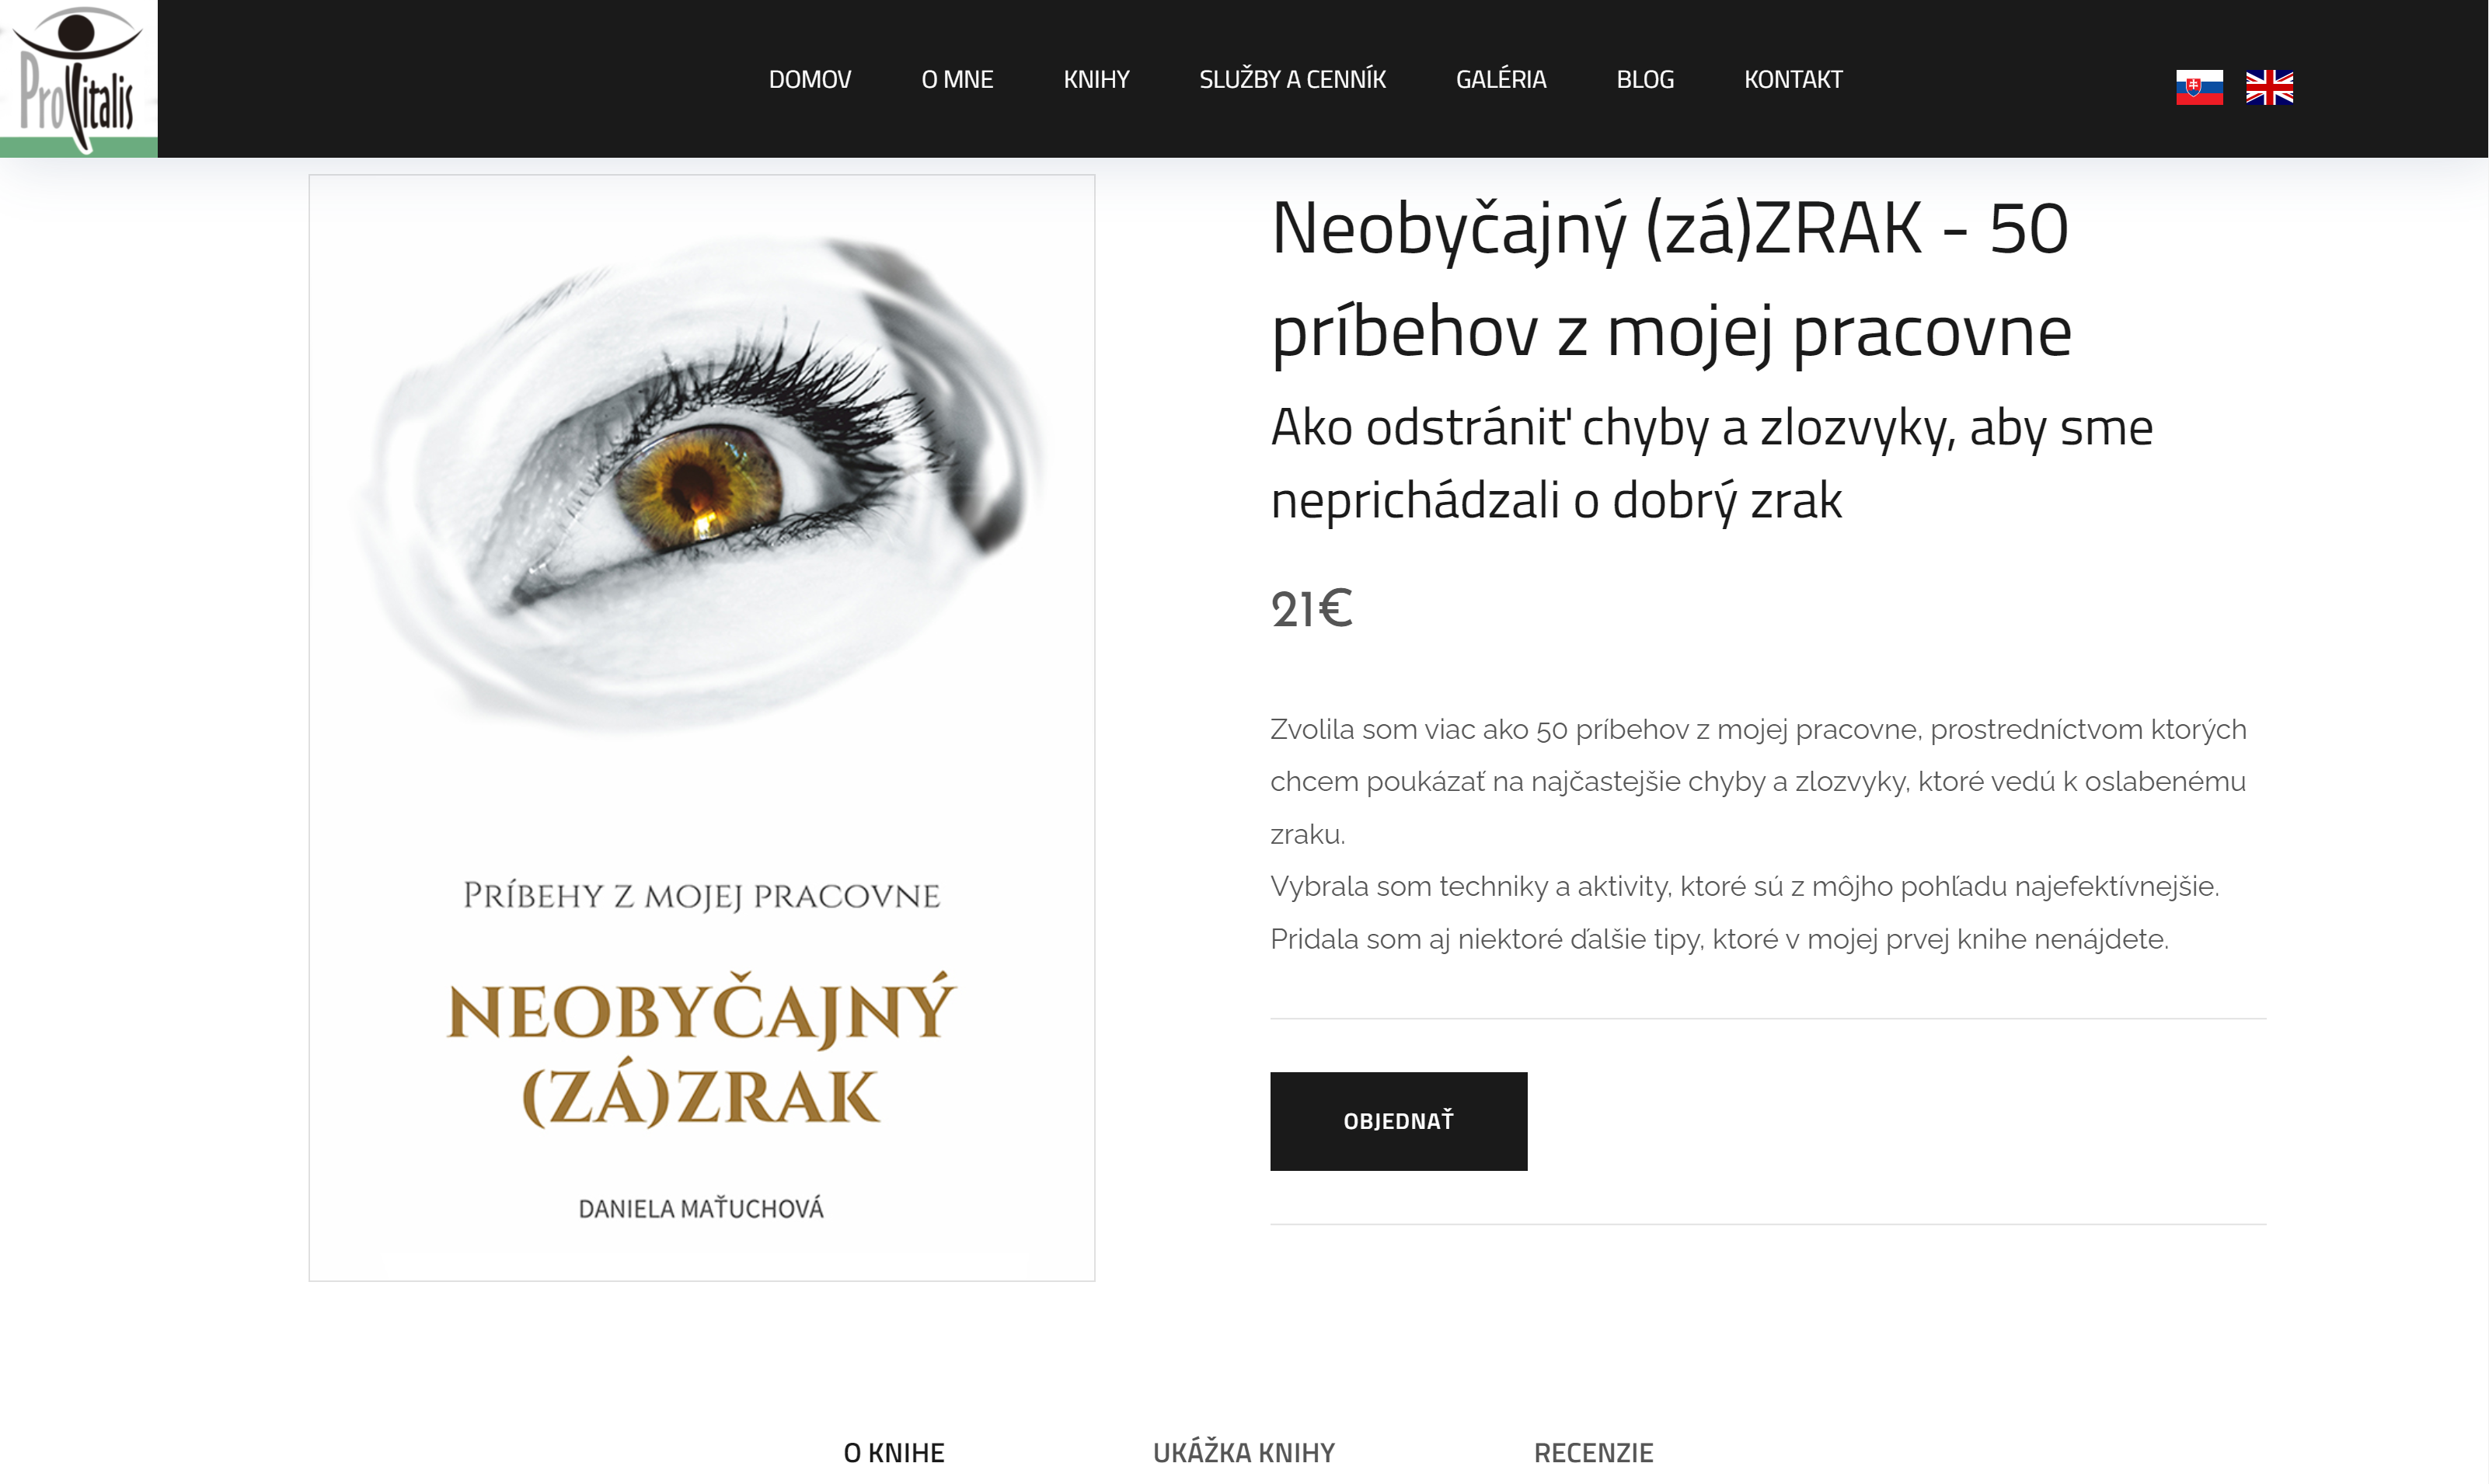 ProVitalis
DOMOV
O MNE
KNIHY
SLUŽBY A CENNÍK
GALÉRIA
BLOG
KONTAKT
PRÍBEHY Z MOJEJ PRACOVNE
NEOBYČAJNÝ
(ZÁ)ZRAK
DANIELA MAŤUCHOVÁ
Neobyčajný (zá)ZRAK - 50
príbehov z mojej pracovne
Ako odstrániť chyby a zlozvyky, aby sme
neprichádzali o dobrý zrak
21€
Zvolila som viac ako 50 príbehov z mojej pracovne, prostredníctvom ktorých
chcem poukázať na najčastejšie chyby a zlozvyky, ktoré vedú k oslabenému
zraku.
Vybrala som techniky a aktivity, ktoré sú z môjho pohľadu najefektívnejšie.
Pridala som aj niektoré ďalšie tipy, ktoré v mojej prvej knihe nenájdete.
OBJEDNAŤ
O KNIHE
UKÁŽKA KNIHY
RECENZIE